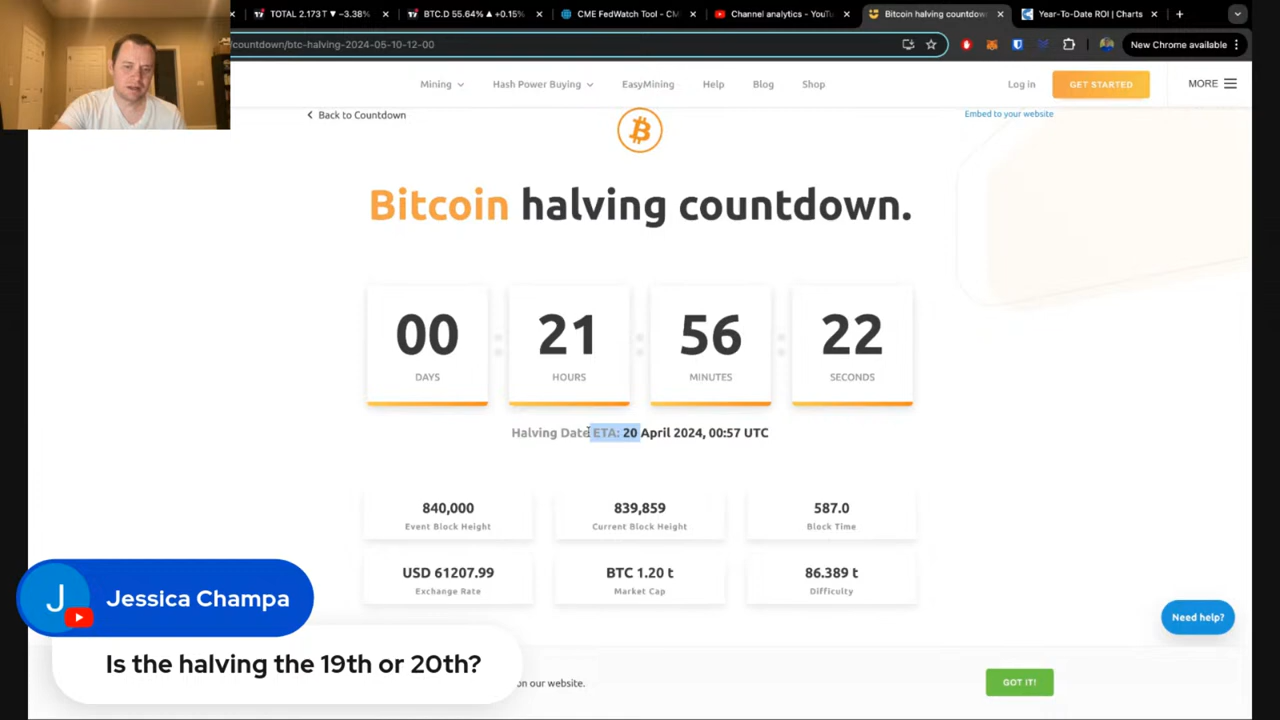 TOTAL 2.173 T ▼ −3.38%
BTC.D 55.64% ▲ +0.15%
CME FedWatch Tool - CM
Channel analytics - YouTu
Bitcoin halving countdow
Year-To-Date ROI | Charts
/countdown/btc-halving-2024-05-10-12-00
New Chrome available
Mining
Hash Power Buying
EasyMining
Help
Blog
Shop
Log in
GET STARTED
MORE
Back to Countdown
Embed to your website
Bitcoin halving countdown.
00 : 21 : 56 : 22
DAYS HOURS MINUTES SECONDS
Halving Date ETA: 20 April 2024, 00:57 UTC
840,000
Event Block Height
839,859
Current Block Height
587.0
Block Time
USD 61207.99
Exchange Rate
BTC 1.20 t
Market Cap
86.389 t
Difficulty
Need help?
on our website.
GOT IT!
J
Jessica Champa
Is the halving the 19th or 20th?